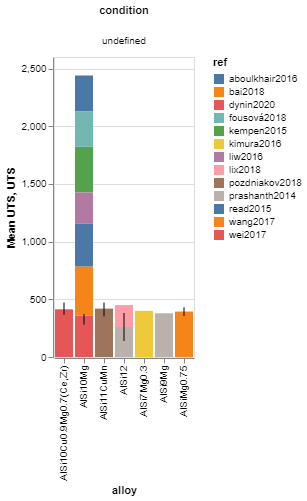 condition
undefined
ref
aboulkhair2016
bai2018
dynin2020
fousová2018
kempen2015
kimura2016
liw2016
lix2018
pozdniakov2018
prashanth2014
read2015
wang2017
wei2017
Mean UTS, UTS
2,500
2,000
1,500
1,000
500
0
AlSi10Cu0.9Mg0.7(Ce,Zr)
AlSi10Mg
AlSi11CuMn
AlSi12
AlSi7Mg0.3
AlSi9Mg
AlSiMg0.75
alloy